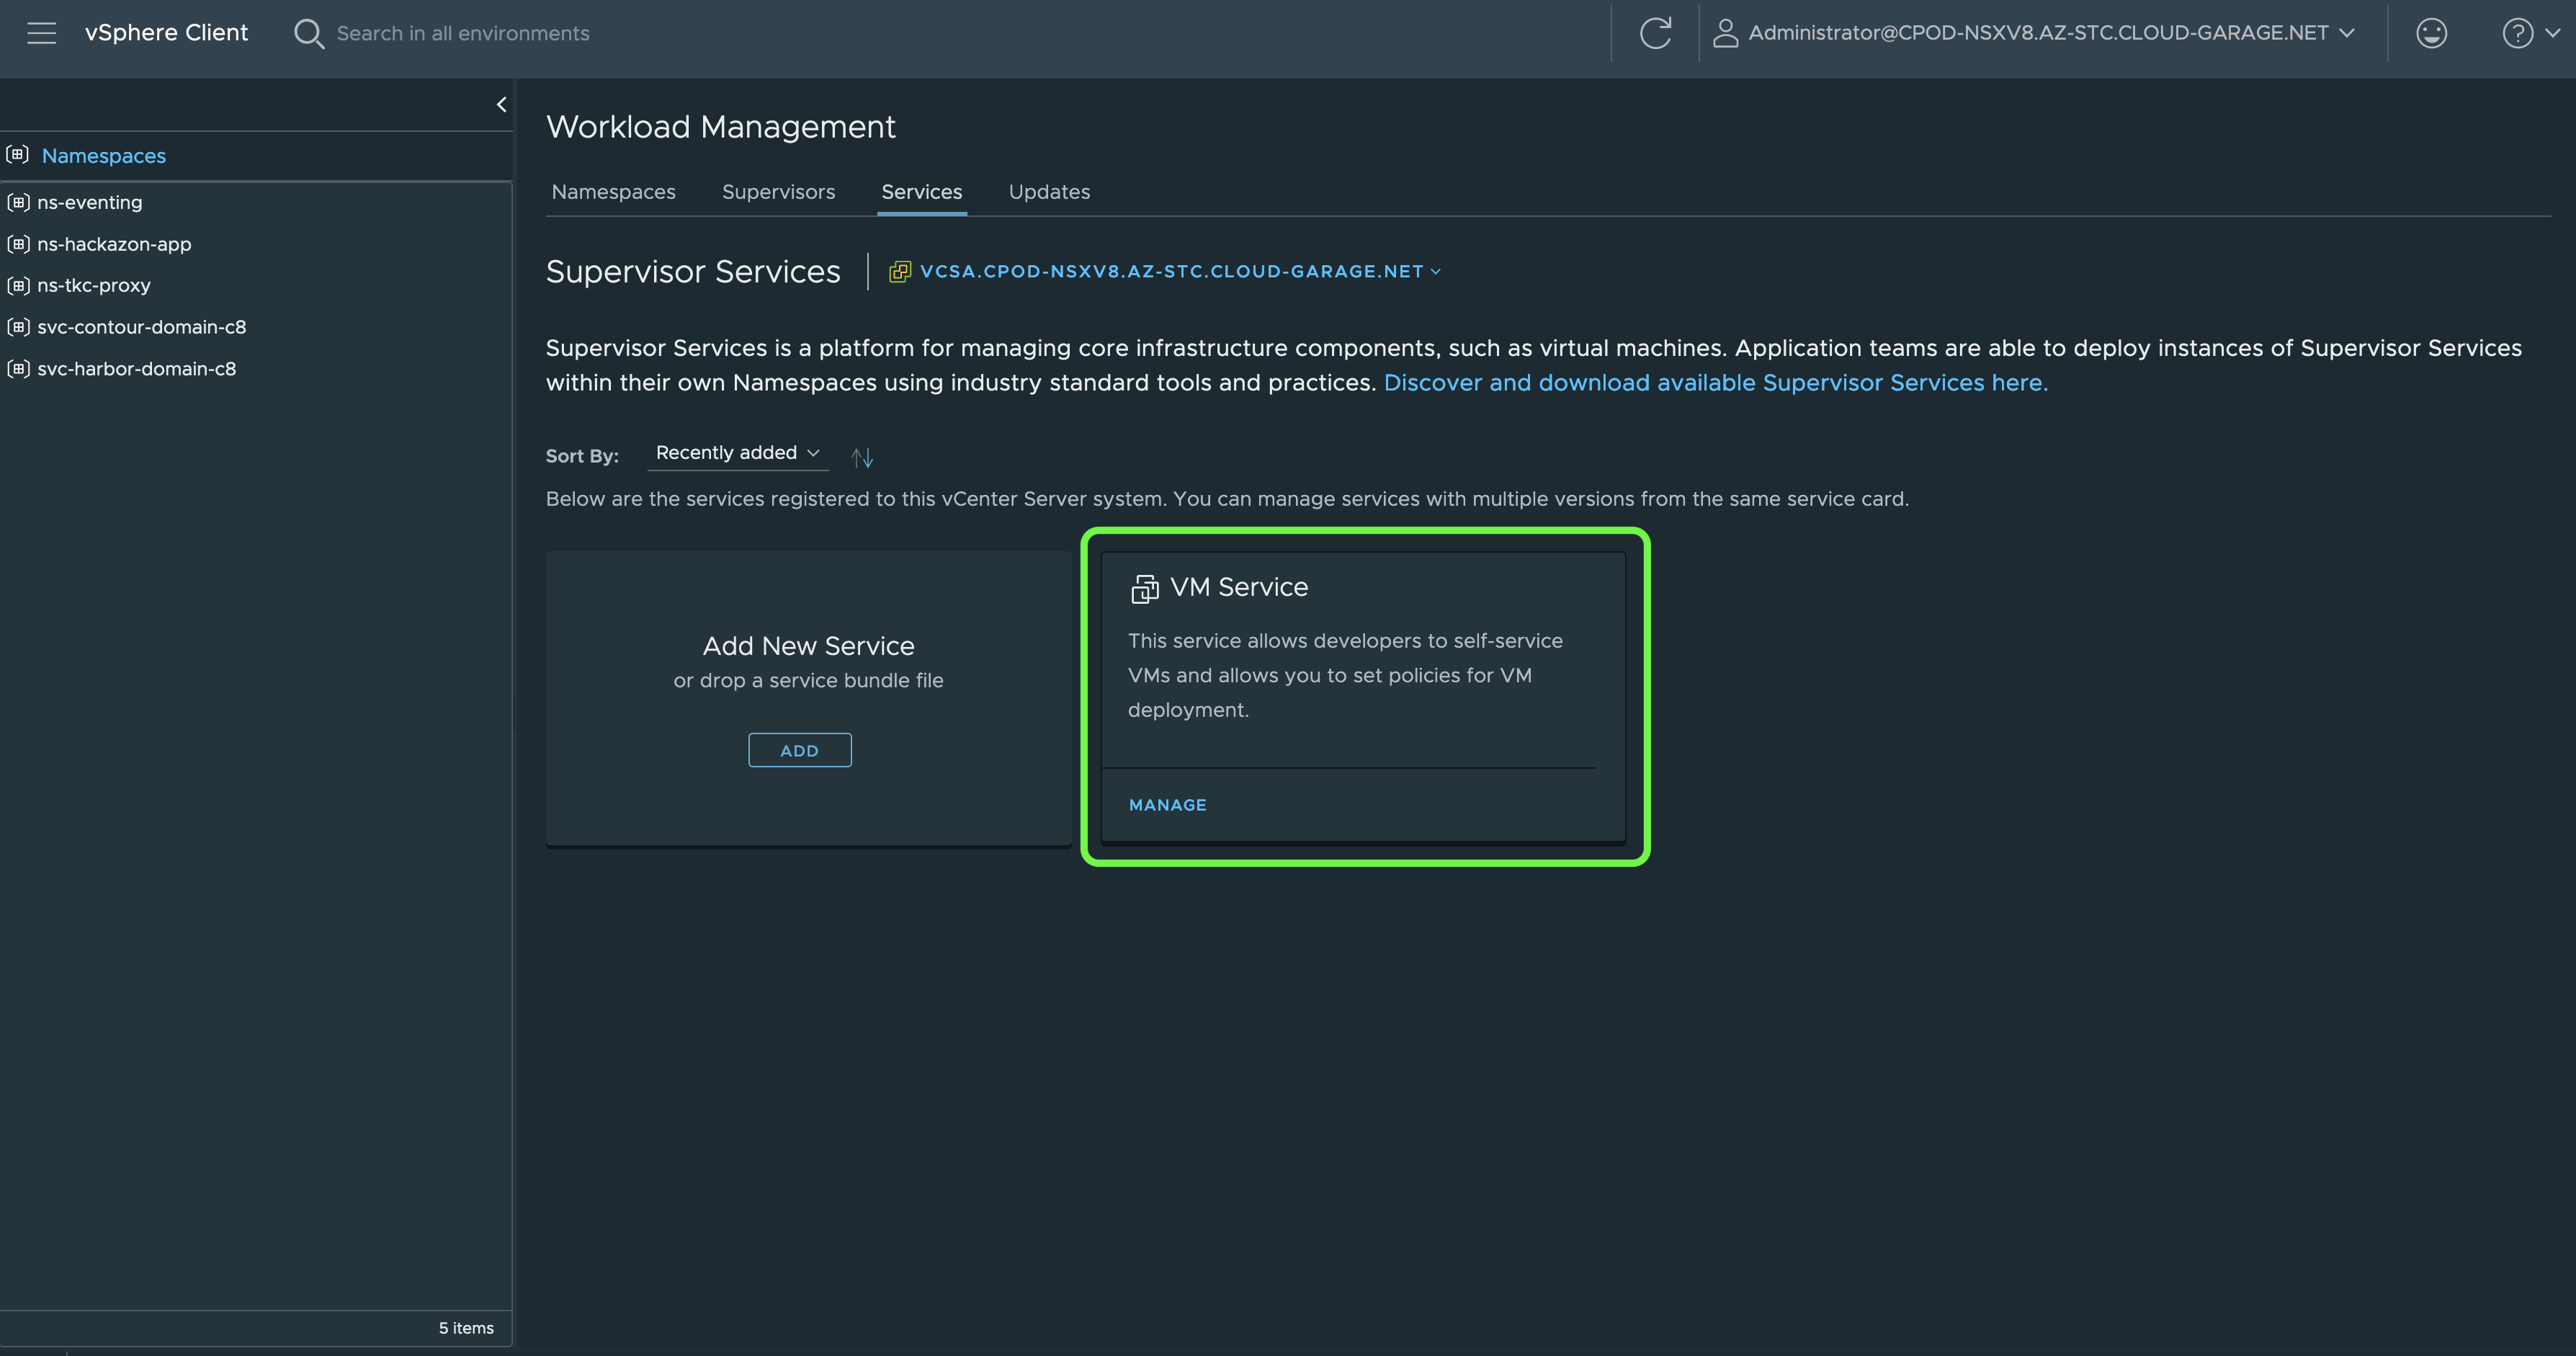 vSphere Client
Search in all environments
Administrator@CPOD-NSXV8.AZ-STC.CLOUD-GARAGE.NET
Namespaces
ns-eventing
ns-hackazon-app
ns-tkc-proxy
svc-contour-domain-c8
svc-harbor-domain-c8
5 items
Workload Management
Namespaces
Supervisors
Services
Updates
Supervisor Services
VCSA.CPOD-NSXV8.AZ-STC.CLOUD-GARAGE.NET
Supervisor Services is a platform for managing core infrastructure components, such as virtual machines. Application teams are able to deploy instances of Supervisor Services
within their own Namespaces using industry standard tools and practices. Discover and download available Supervisor Services here.
Sort By:
Recently added
Below are the services registered to this vCenter Server system. You can manage services with multiple versions from the same service card.
Add New Service
or drop a service bundle file
ADD
VM Service
This service allows developers to self-service
VMs and allows you to set policies for VM
deployment.
MANAGE